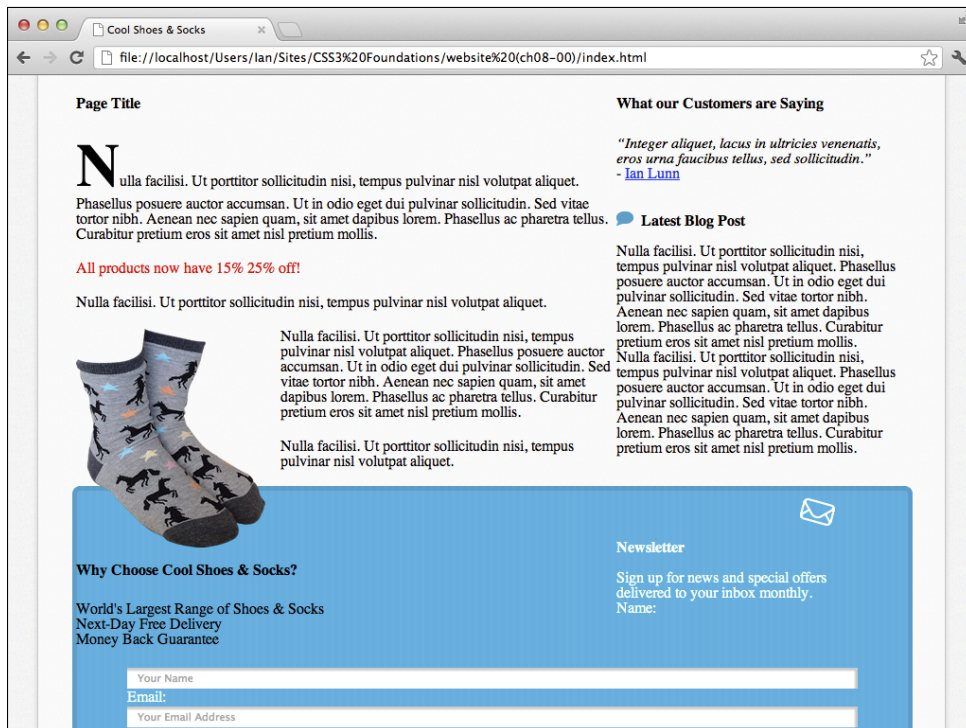 Cool Shoes & Socks
file://localhost/Users/Ian/Sites/CSS3%20Foundations/website%20(ch08-00)/index.html
Page Title
Nulla facilisi. Ut porttitor sollicitudin nisi, tempus pulvinar nisl volutpat aliquet.
Phasellus posuere auctor accumsan. Ut in odio eget dui pulvinar sollicitudin. Sed vitae
tortor nibh. Aenean nec sapien quam, sit amet dapibus lorem. Phasellus ac pharetra tellus.
Curabitur pretium eros sit amet nisl pretium mollis.
All products now have 15% 25% off!
Nulla facilisi. Ut porttitor sollicitudin nisi, tempus pulvinar nisl volutpat aliquet.
Nulla facilisi. Ut porttitor sollicitudin nisi, tempus
pulvinar nisl volutpat aliquet. Phasellus posuere auctor
accumsan. Ut in odio eget dui pulvinar sollicitudin. Sed
vitae tortor nibh. Aenean nec sapien quam, sit amet
dapibus lorem. Phasellus ac pharetra tellus. Curabitur
pretium eros sit amet nisl pretium mollis.
Nulla facilisi. Ut porttitor sollicitudin nisi, tempus
pulvinar nisl volutpat aliquet.
What our Customers are Saying
“Integer aliquet, lacus in ultricies venenatis,
eros urna faucibus tellus, sed sollicitudin.”
- Ian Lunn
Latest Blog Post
Nulla facilisi. Ut porttitor sollicitudin nisi,
tempus pulvinar nisl volutpat aliquet. Phasellus
posuere auctor accumsan. Ut in odio eget dui
pulvinar sollicitudin. Sed vitae tortor nibh.
Aenean nec sapien quam, sit amet dapibus
lorem. Phasellus ac pharetra tellus. Curabitur
pretium eros sit amet nisl pretium mollis.
Nulla facilisi. Ut porttitor sollicitudin nisi,
tempus pulvinar nisl volutpat aliquet. Phasellus
posuere auctor accumsan. Ut in odio eget dui
pulvinar sollicitudin. Sed vitae tortor nibh.
Aenean nec sapien quam, sit amet dapibus
lorem. Phasellus ac pharetra tellus. Curabitur
pretium eros sit amet nisl pretium mollis.
Why Choose Cool Shoes & Socks?
World's Largest Range of Shoes & Socks
Next-Day Free Delivery
Money Back Guarantee
Newsletter
Sign up for news and special offers
delivered to your inbox monthly.
Name:
Your Name
Email:
Your Email Address